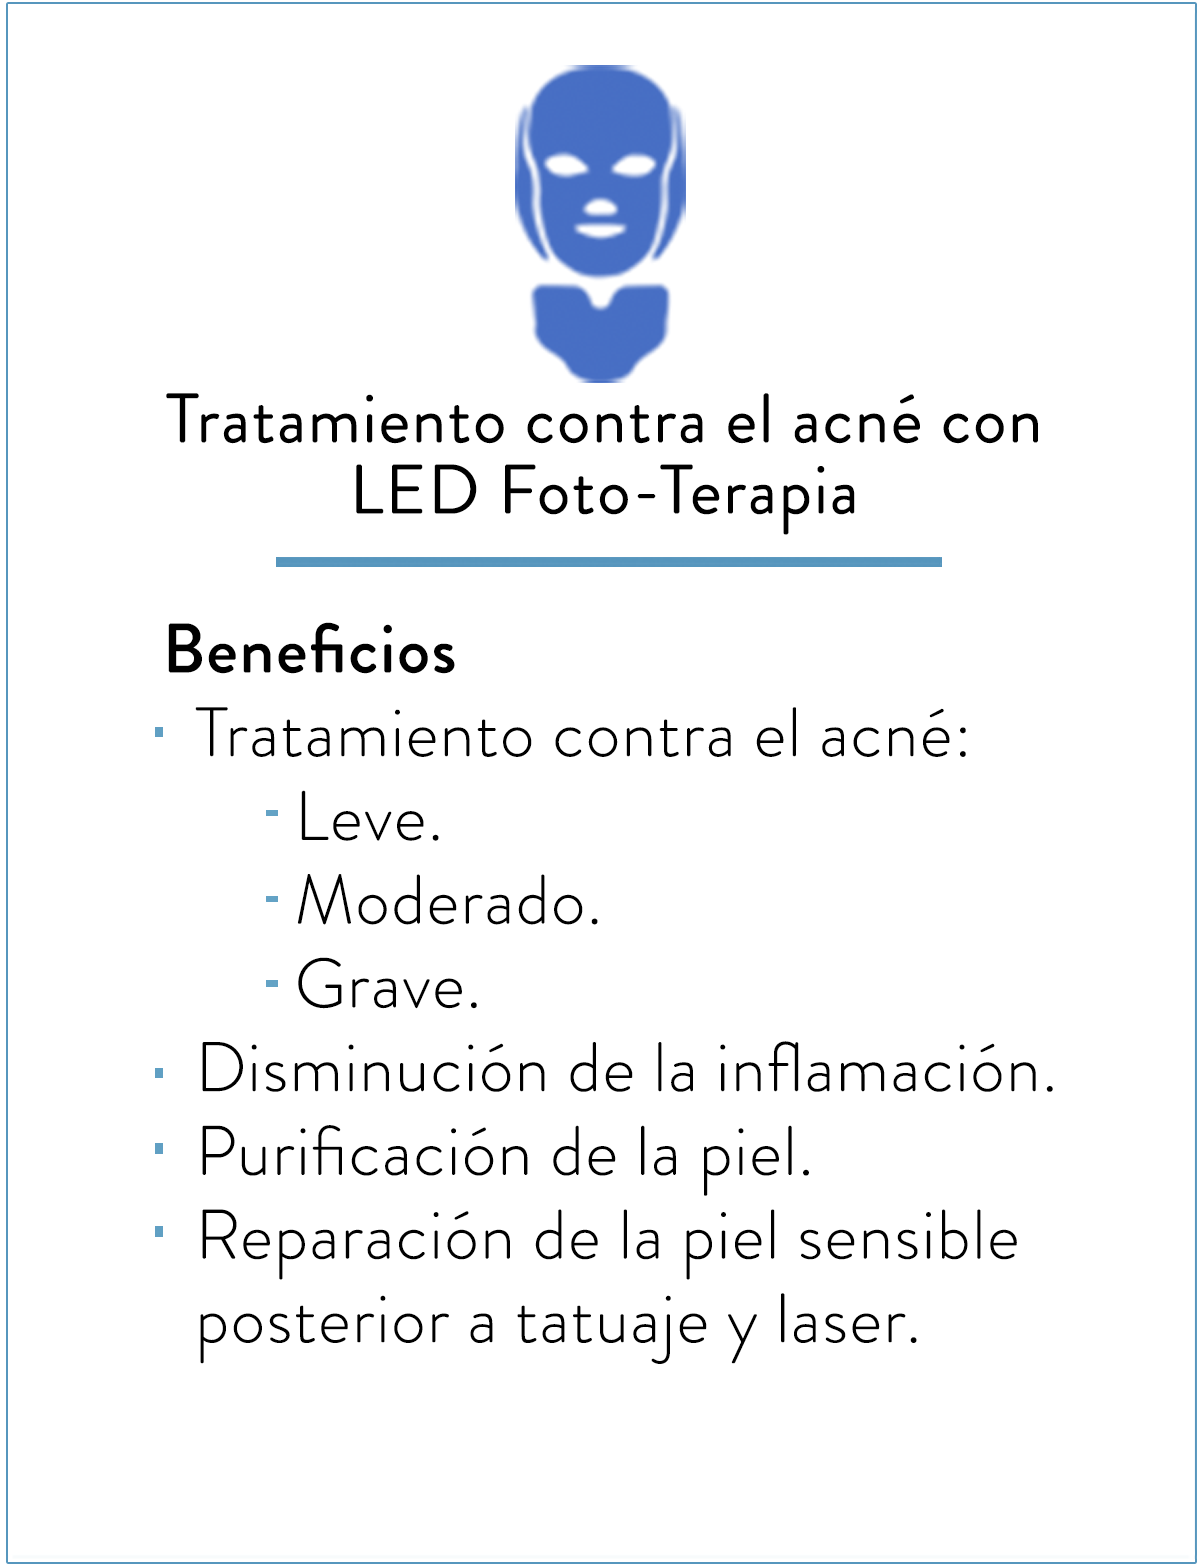 Tratamiento contra el acné con
LED Foto-Terapia
Beneficios
Tratamiento contra el acné:
- Leve.
- Moderado.
- Grave.
Disminución de la inflamación.
Purificación de la piel.
Reparación de la piel sensible
posterior a tatuaje y laser.